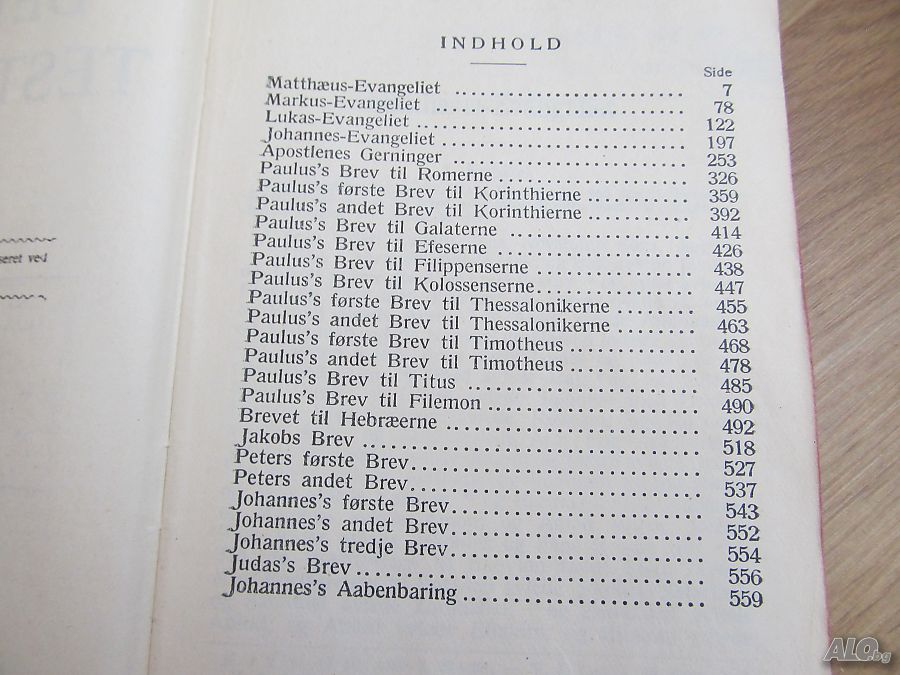 INDHOLD
Side
Matthæus-Evangeliet ........................ 7
Markus-Evangeliet ........................ 78
Lukas-Evangeliet ........................ 122
Johannes-Evangeliet ........................ 197
Apostlenes Gerninger ........................ 253
Paulus's Brev til Romerne ........................ 326
Paulus's første Brev til Korinthierne ............ 359
Paulus's andet Brev til Korinthierne ............ 392
Paulus's Brev til Galaterne .................... 414
Paulus's Brev til Efeserne .................... 426
Paulus's Brev til Filippenserne ................ 438
Paulus's Brev til Kolossenserne ................ 447
Paulus's første Brev til Thessalonikerne ........ 455
Paulus's andet Brev til Thessalonikerne ........ 463
Paulus's første Brev til Timotheus ............. 468
Paulus's andet Brev til Timotheus ............. 478
Paulus's Brev til Titus ....................... 485
Paulus's Brev til Filemon ..................... 490
Brevet til Hebræerne ......................... 492
Jakobs Brev ................................ 518
Peters første Brev ........................... 527
Peters andet Brev ........................... 537
Johannes's første Brev ....................... 543
Johannes's andet Brev ....................... 552
Johannes's tredje Brev ....................... 554
Judas's Brev ................................ 556
Johannes's Aabenbaring ...................... 559
TEST
seret ved
ALO.bg